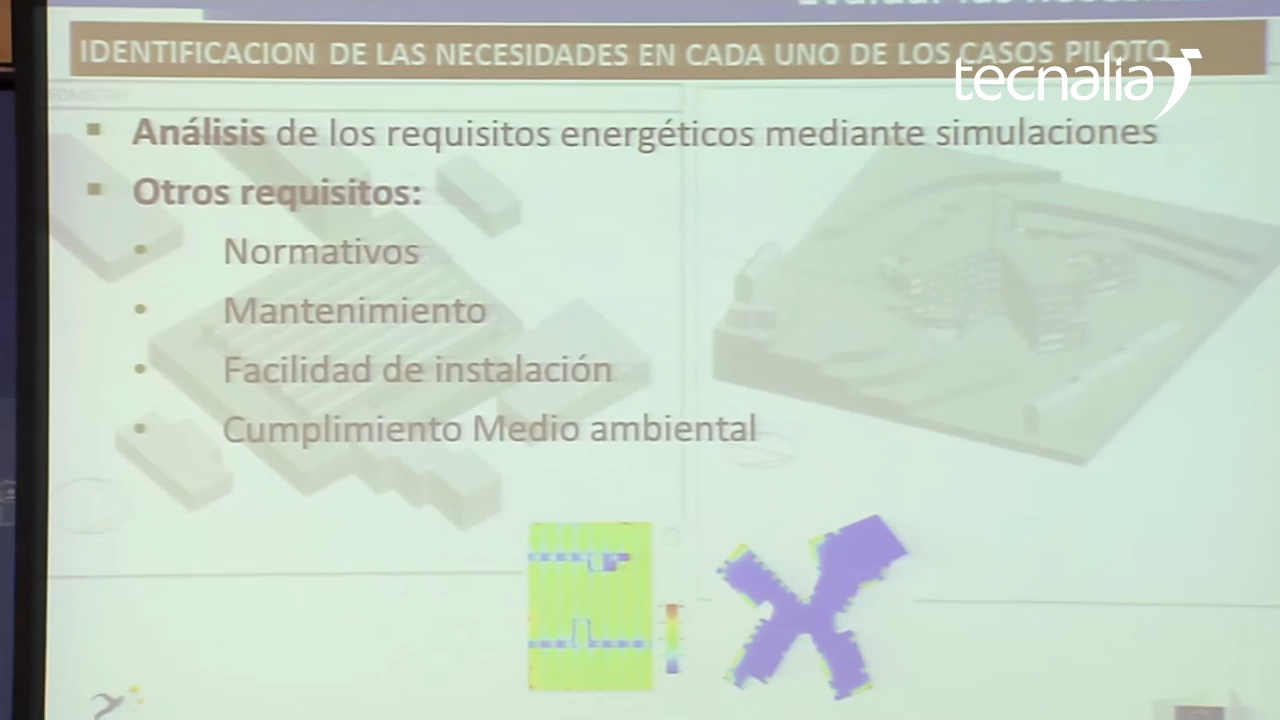 IDENTIFICACION DE LAS NECESIDADES EN CADA UNO DE LOS CASOS PILOTO
tecnalia
Análisis de los requisitos energéticos mediante simulaciones
Otros requisitos:
Normativos
Mantenimiento
Facilidad de instalación
Cumplimiento Medio ambiental